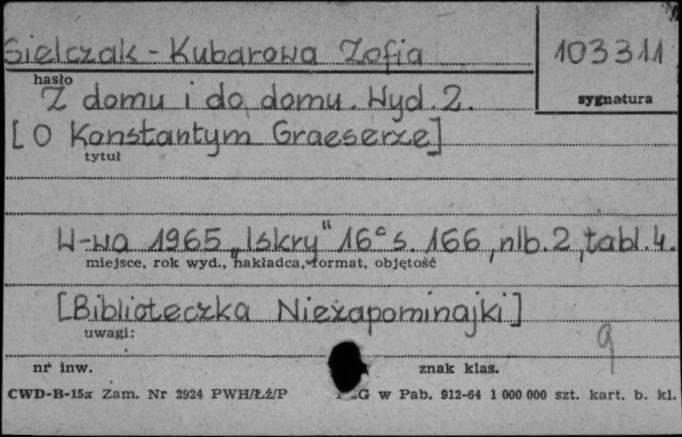 Sielczak - Kubarowa Zofia
103311
hasło
sygnatura
Z domu i do domu. Wyd. 2.
[O Konstantym Graeserze]
tytuł
W-wa 1965 „Iskry" 16° s. 166, nlb. 2, tabl. 4.
miejsce, rok wyd., nakładca, format, objętość
[Biblioteczka Niezapominajki]
uwagi:
9
nr inw.
znak klas.
CWD-B-15a Zam. Nr 2924 PWH/Łż/P
G w Pab. 912-64 1 000 000 szt. kart. b. kl.